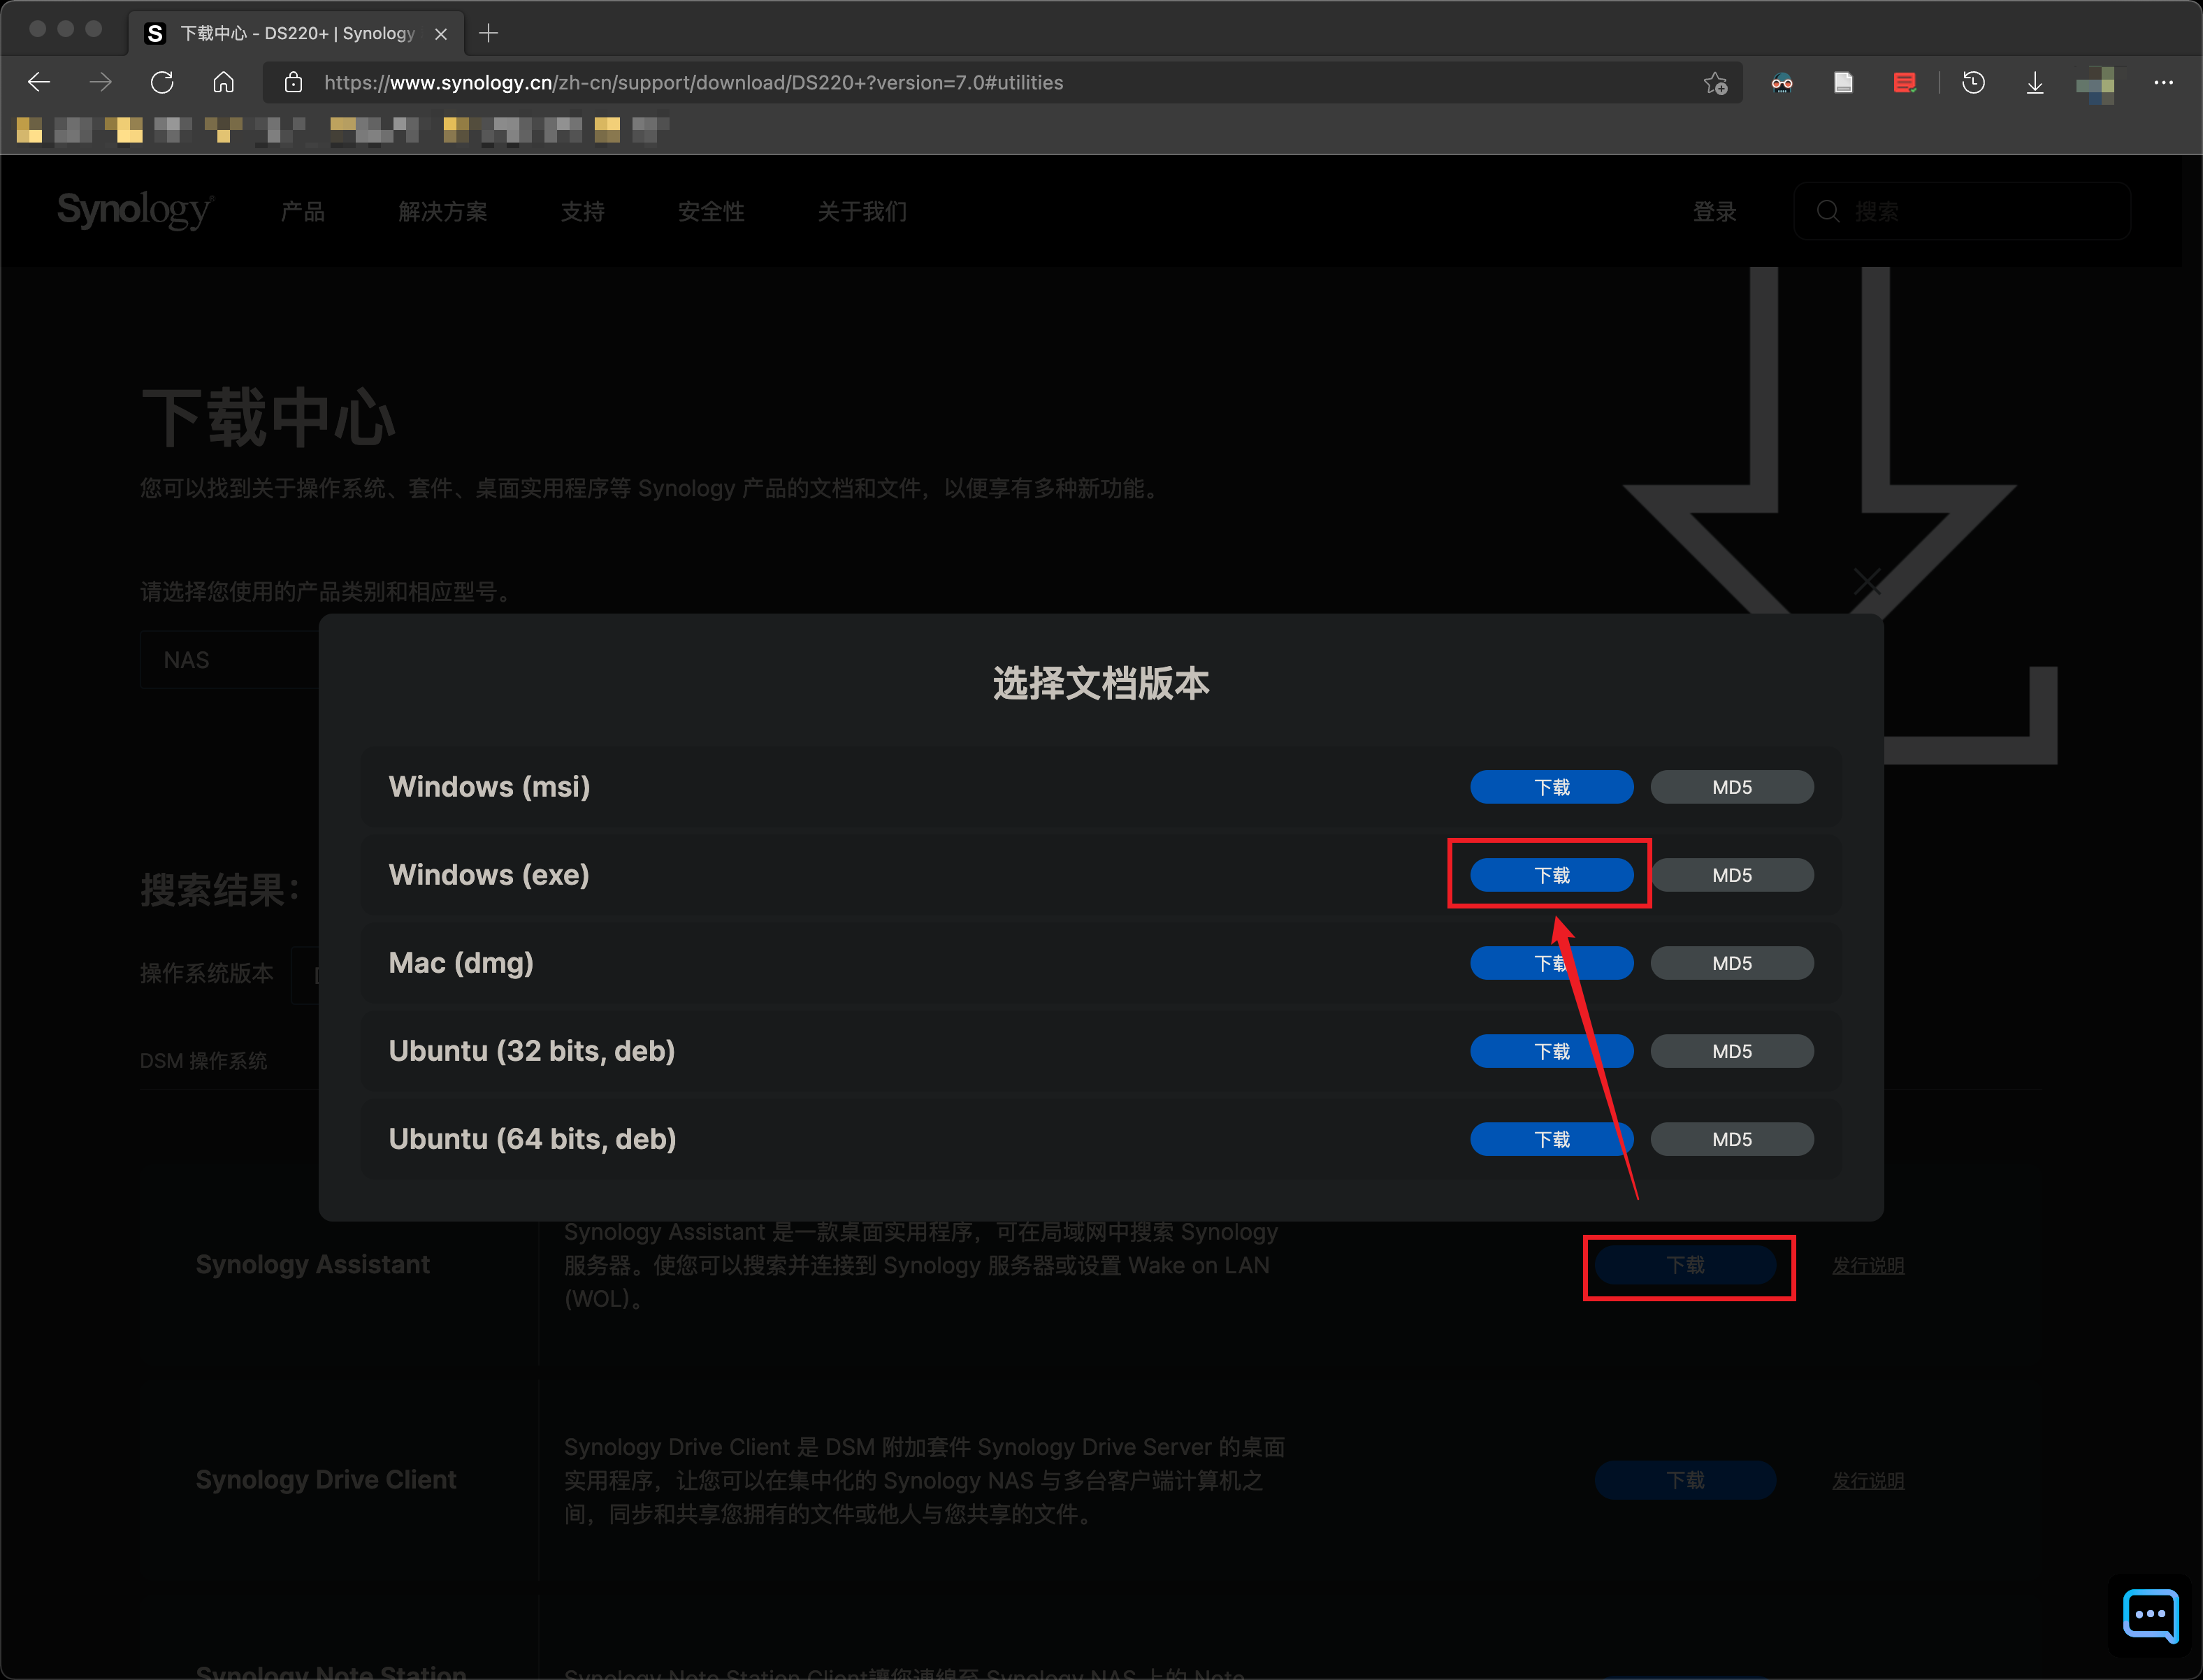 下载中心 - DS220+ | Synology
https://www.synology.cn/zh-cn/support/download/DS220+?version=7.0#utilities
Synology
产品
解决方案
支持
安全性
关于我们
登录
搜索
下载中心
您可以找到关于操作系统、套件、桌面实用程序等 Synology 产品的文档和文件，以便享有多种新功能。
请选择您使用的产品类别和相应型号。
NAS
选择文档版本
Windows (msi)
下载
MD5
Windows (exe)
下载
MD5
Mac (dmg)
下载
MD5
Ubuntu (32 bits, deb)
下载
MD5
Ubuntu (64 bits, deb)
下载
MD5
搜索结果：
操作系统版本
DSM 操作系统
Synology Assistant
Synology Assistant 是一款桌面实用程序，可在局域网中搜索 Synology
服务器。使您可以搜索并连接到 Synology 服务器或设置 Wake on LAN
(WOL)。
下载
发行说明
Synology Drive Client
Synology Drive Client 是 DSM 附加套件 Synology Drive Server 的桌面
实用程序，让您可以在集中化的 Synology NAS 与多台客户端计算机之
间，同步和共享您拥有的文件或他人与您共享的文件。
下载
发行说明
Synology Note Station
Synology Note Station Client讓您連線至 Synology NAS 上的 Note